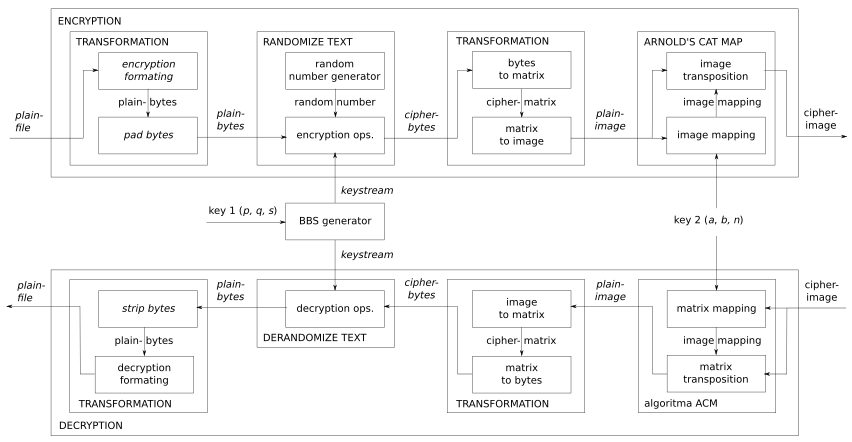 ENCRYPTION
TRANSFORMATION
encryption
formating
plain- bytes
pad bytes
plain-
file
plain-
bytes
RANDOMIZE TEXT
random
number generator
random number
encryption ops.
cipher-
bytes
TRANSFORMATION
bytes
to matrix
cipher- matrix
matrix
to image
plain-
image
ARNOLD'S CAT MAP
image
transposition
image mapping
image mapping
cipher-
image
keystream
key 1 (p, q, s)
BBS generator
key 2 (a, b, n)
keystream
plain-
file
strip bytes
plain- bytes
decryption
formating
TRANSFORMATION
plain-
bytes
decryption ops.
DERANDOMIZE TEXT
cipher-
bytes
image
to matrix
cipher- matrix
matrix
to bytes
TRANSFORMATION
plain-
image
matrix mapping
image mapping
matrix
transposition
algoritma ACM
cipher-
image
DECRYPTION